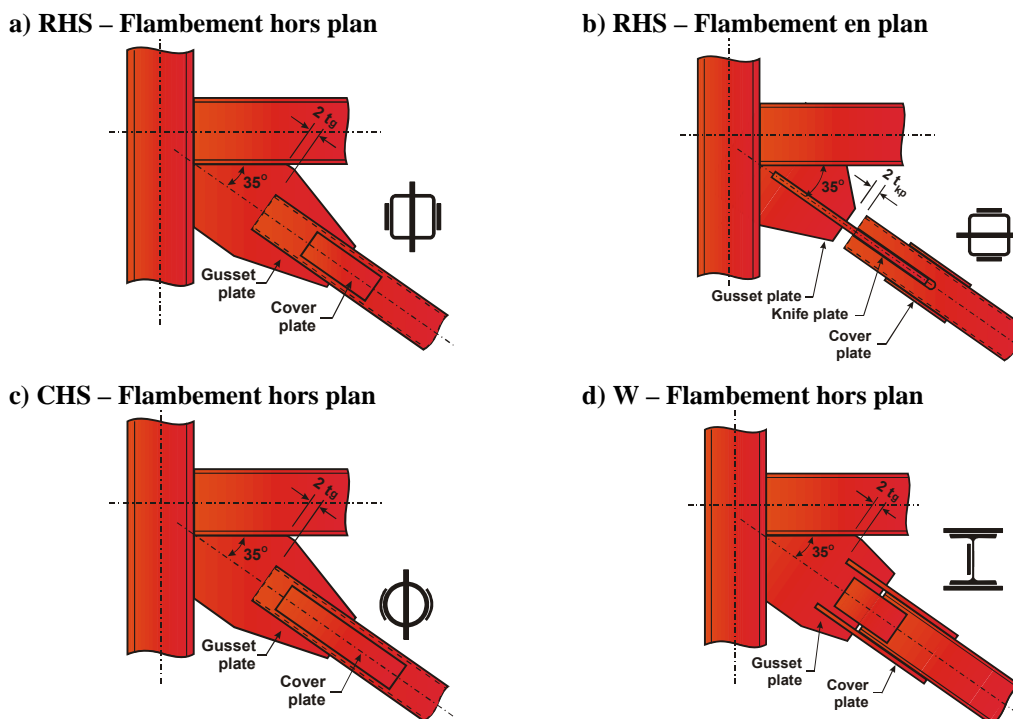 a) RHS – Flambement hors plan
2 tg
35°
Gusset
plate
Cover
plate
b) RHS – Flambement en plan
2 tkp
35°
Gusset plate
Knife plate
Cover
plate
c) CHS – Flambement hors plan
2 tg
35°
Gusset
plate
Cover
plate
d) W – Flambement hors plan
2 tg
35°
Gusset
plate
Cover
plate